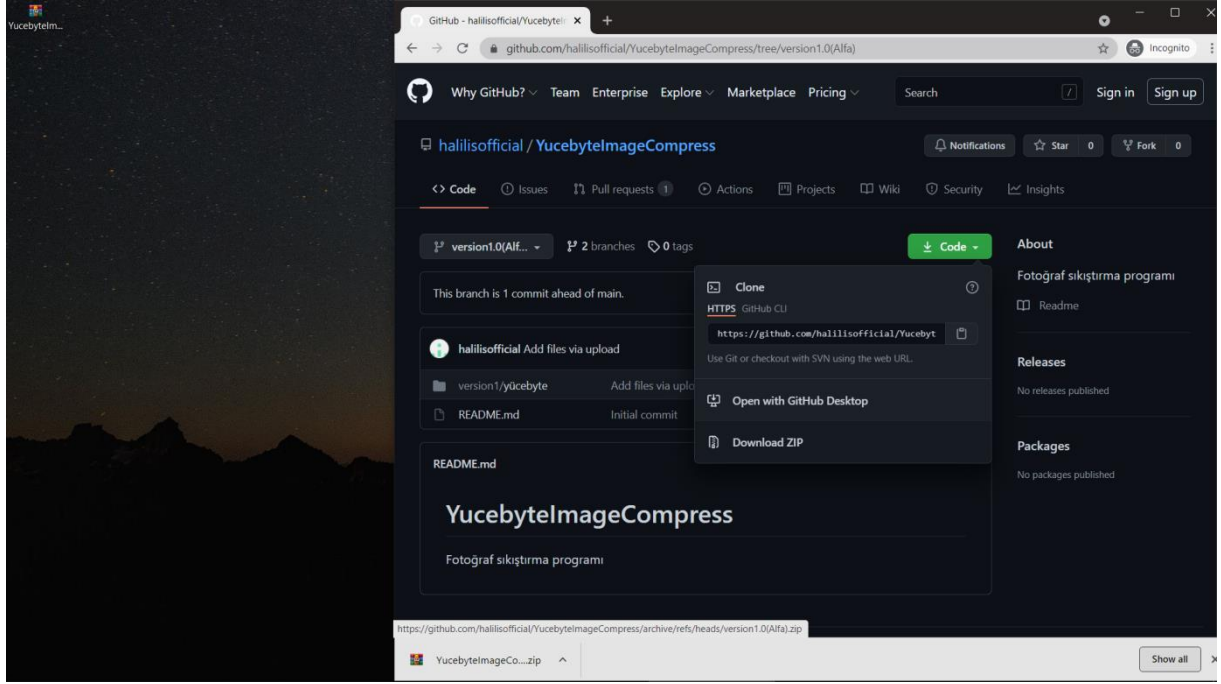 YucebyteIm...
GitHub - halilisofficial/YucebyteIm
github.com/halilisofficial/YucebyteImageCompress/tree/version1.0(Alfa)
Incognito
Why GitHub? Team Enterprise Explore Marketplace Pricing
Search /
Sign in Sign up
halilisofficial / YucebyteImageCompress
Notifications Star 0 Fork 0
Code Issues Pull requests 1 Actions Projects Wiki Security Insights
version1.0(Alf... 2 branches 0 tags
Code
About
Fotoğraf sıkıştırma programı
Readme
This branch is 1 commit ahead of main.
Clone
HTTPS GitHub CLI
https://github.com/halilisofficial/Yucebyt
Use Git or checkout with SVN using the web URL.
Open with GitHub Desktop
Download ZIP
halilisofficial Add files via upload
version1/yücebyte Add files via uplo
README.md Initial commit
Releases
No releases published
Packages
No packages published
README.md
YucebyteImageCompress
Fotoğraf sıkıştırma programı
https://github.com/halilisofficial/YucebyteImageCompress/archive/refs/heads/version1.0(Alfa).zip
YucebyteImageCo....zip
Show all